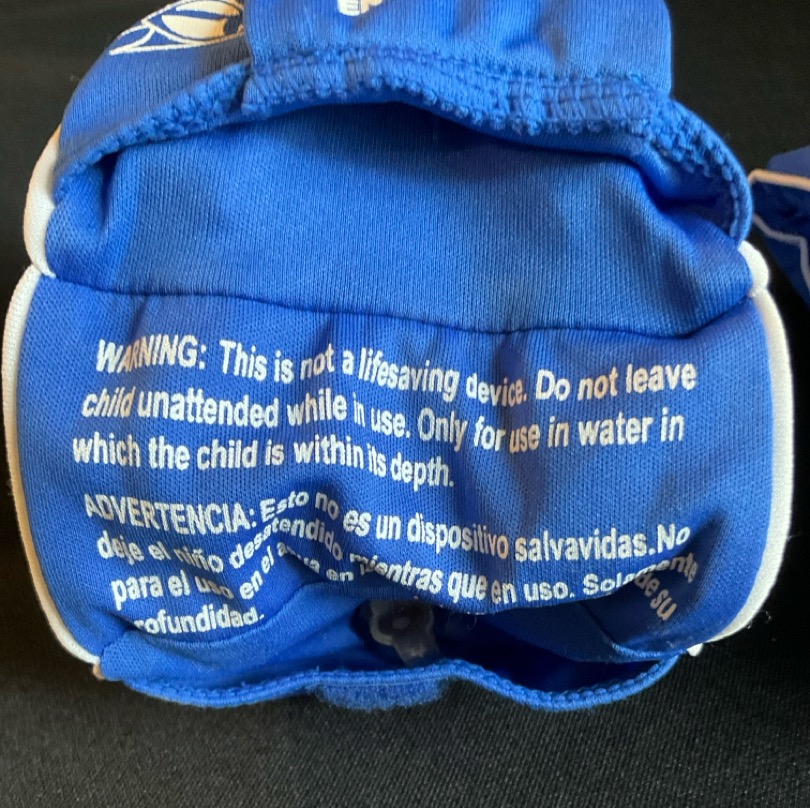 WARNING: This is not a lifesaving device. Do not leave
child unattended while in use. Only for use in water in
which the child is within its depth.
ADVERTENCIA: Esto no es un dispositivo salvavidas.No
deje el niño desatendido mientras que en uso. Solamente
para el uso en el agua en de su
rofundidad.